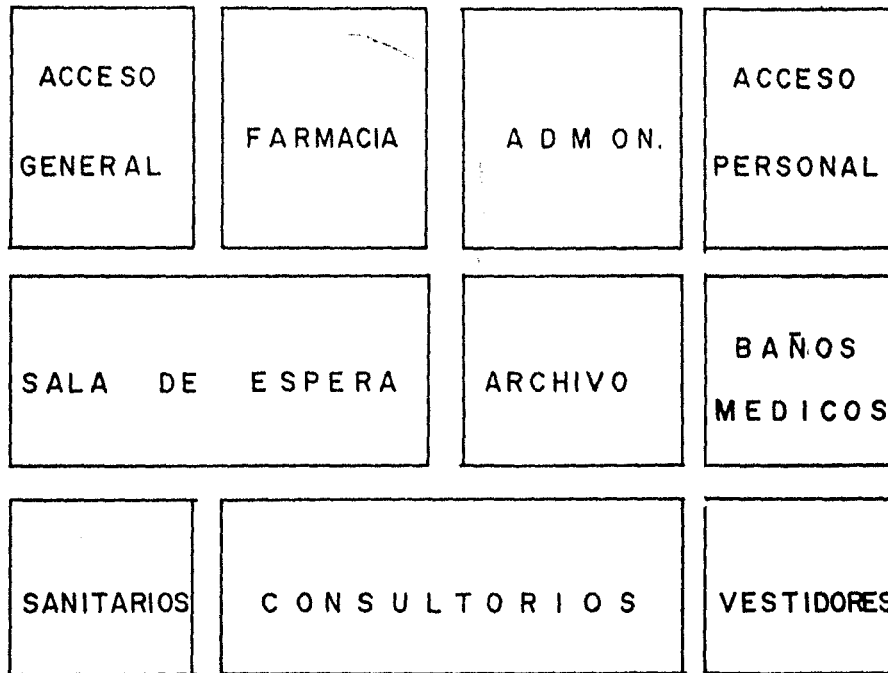 ACCESO
GENERAL
FARMACIA
ADMON.
ACCESO
PERSONAL
SALA DE ESPERA
ARCHIVO
BAÑOS
MEDICOS
SANITARIOS
CONSULTORIOS
VESTIDORES